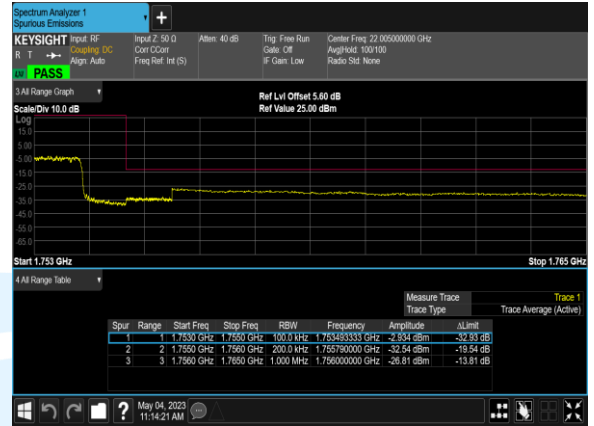 Spectrum Analyzer 1
Spurious Emissions
KEYSIGHT Input: RF Input Z: 50 Ω Atten: 40 dB Trig: Free Run Center Freq: 22.005000000 GHz
R T Coupling: DC Corr CCorr Gate: Off Avg|Hold: 100/100
Align: Auto Freq Ref: Int (S) IF Gain: Low Radio Std: None
PASS
3 All Range Graph Ref Lvl Offset 5.60 dB
Scale/Div 10.0 dB Ref Value 25.00 dBm
Log
15.0
5.00
-5.00
-15.0
-25.0
-35.0
-45.0
-55.0
-65.0
Start 1.753 GHz Stop 1.765 GHz
4 All Range Table
Measure Trace Trace 1
Trace Type Trace Average (Active)
Spur Range Start Freq Stop Freq RBW Frequency Amplitude ΔLimit
1 1 1.7530 GHz 1.7550 GHz 100.0 kHz 1.753493333 GHz -2.934 dBm -32.93 dB
2 2 1.7550 GHz 1.7560 GHz 200.0 kHz 1.755790000 GHz -32.54 dBm -19.54 dB
3 3 1.7560 GHz 1.7650 GHz 1.000 MHz 1.756000000 GHz -26.81 dBm -13.81 dB
? May 04, 2023
11:14:21 AM